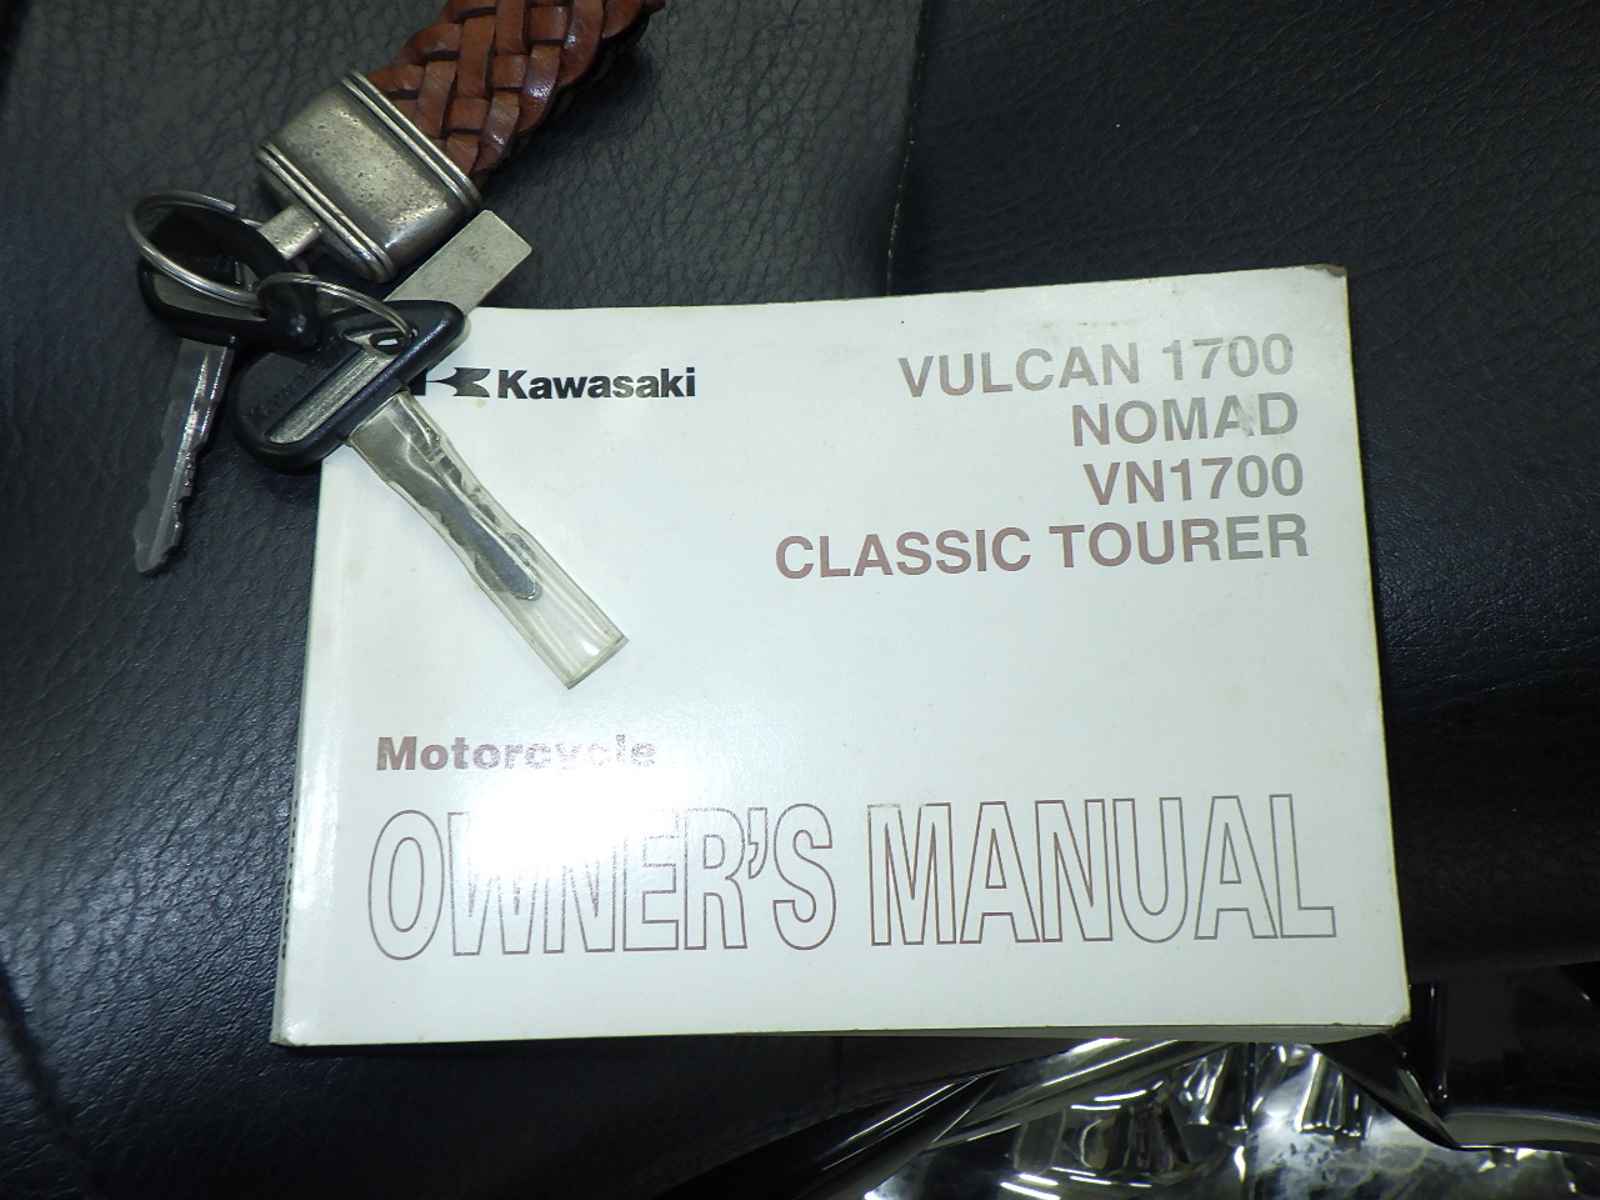 Kawasaki
VULCAN 1700
NOMAD
VN1700
CLASSIC TOURER
Motorcycle
OWNER'S MANUAL